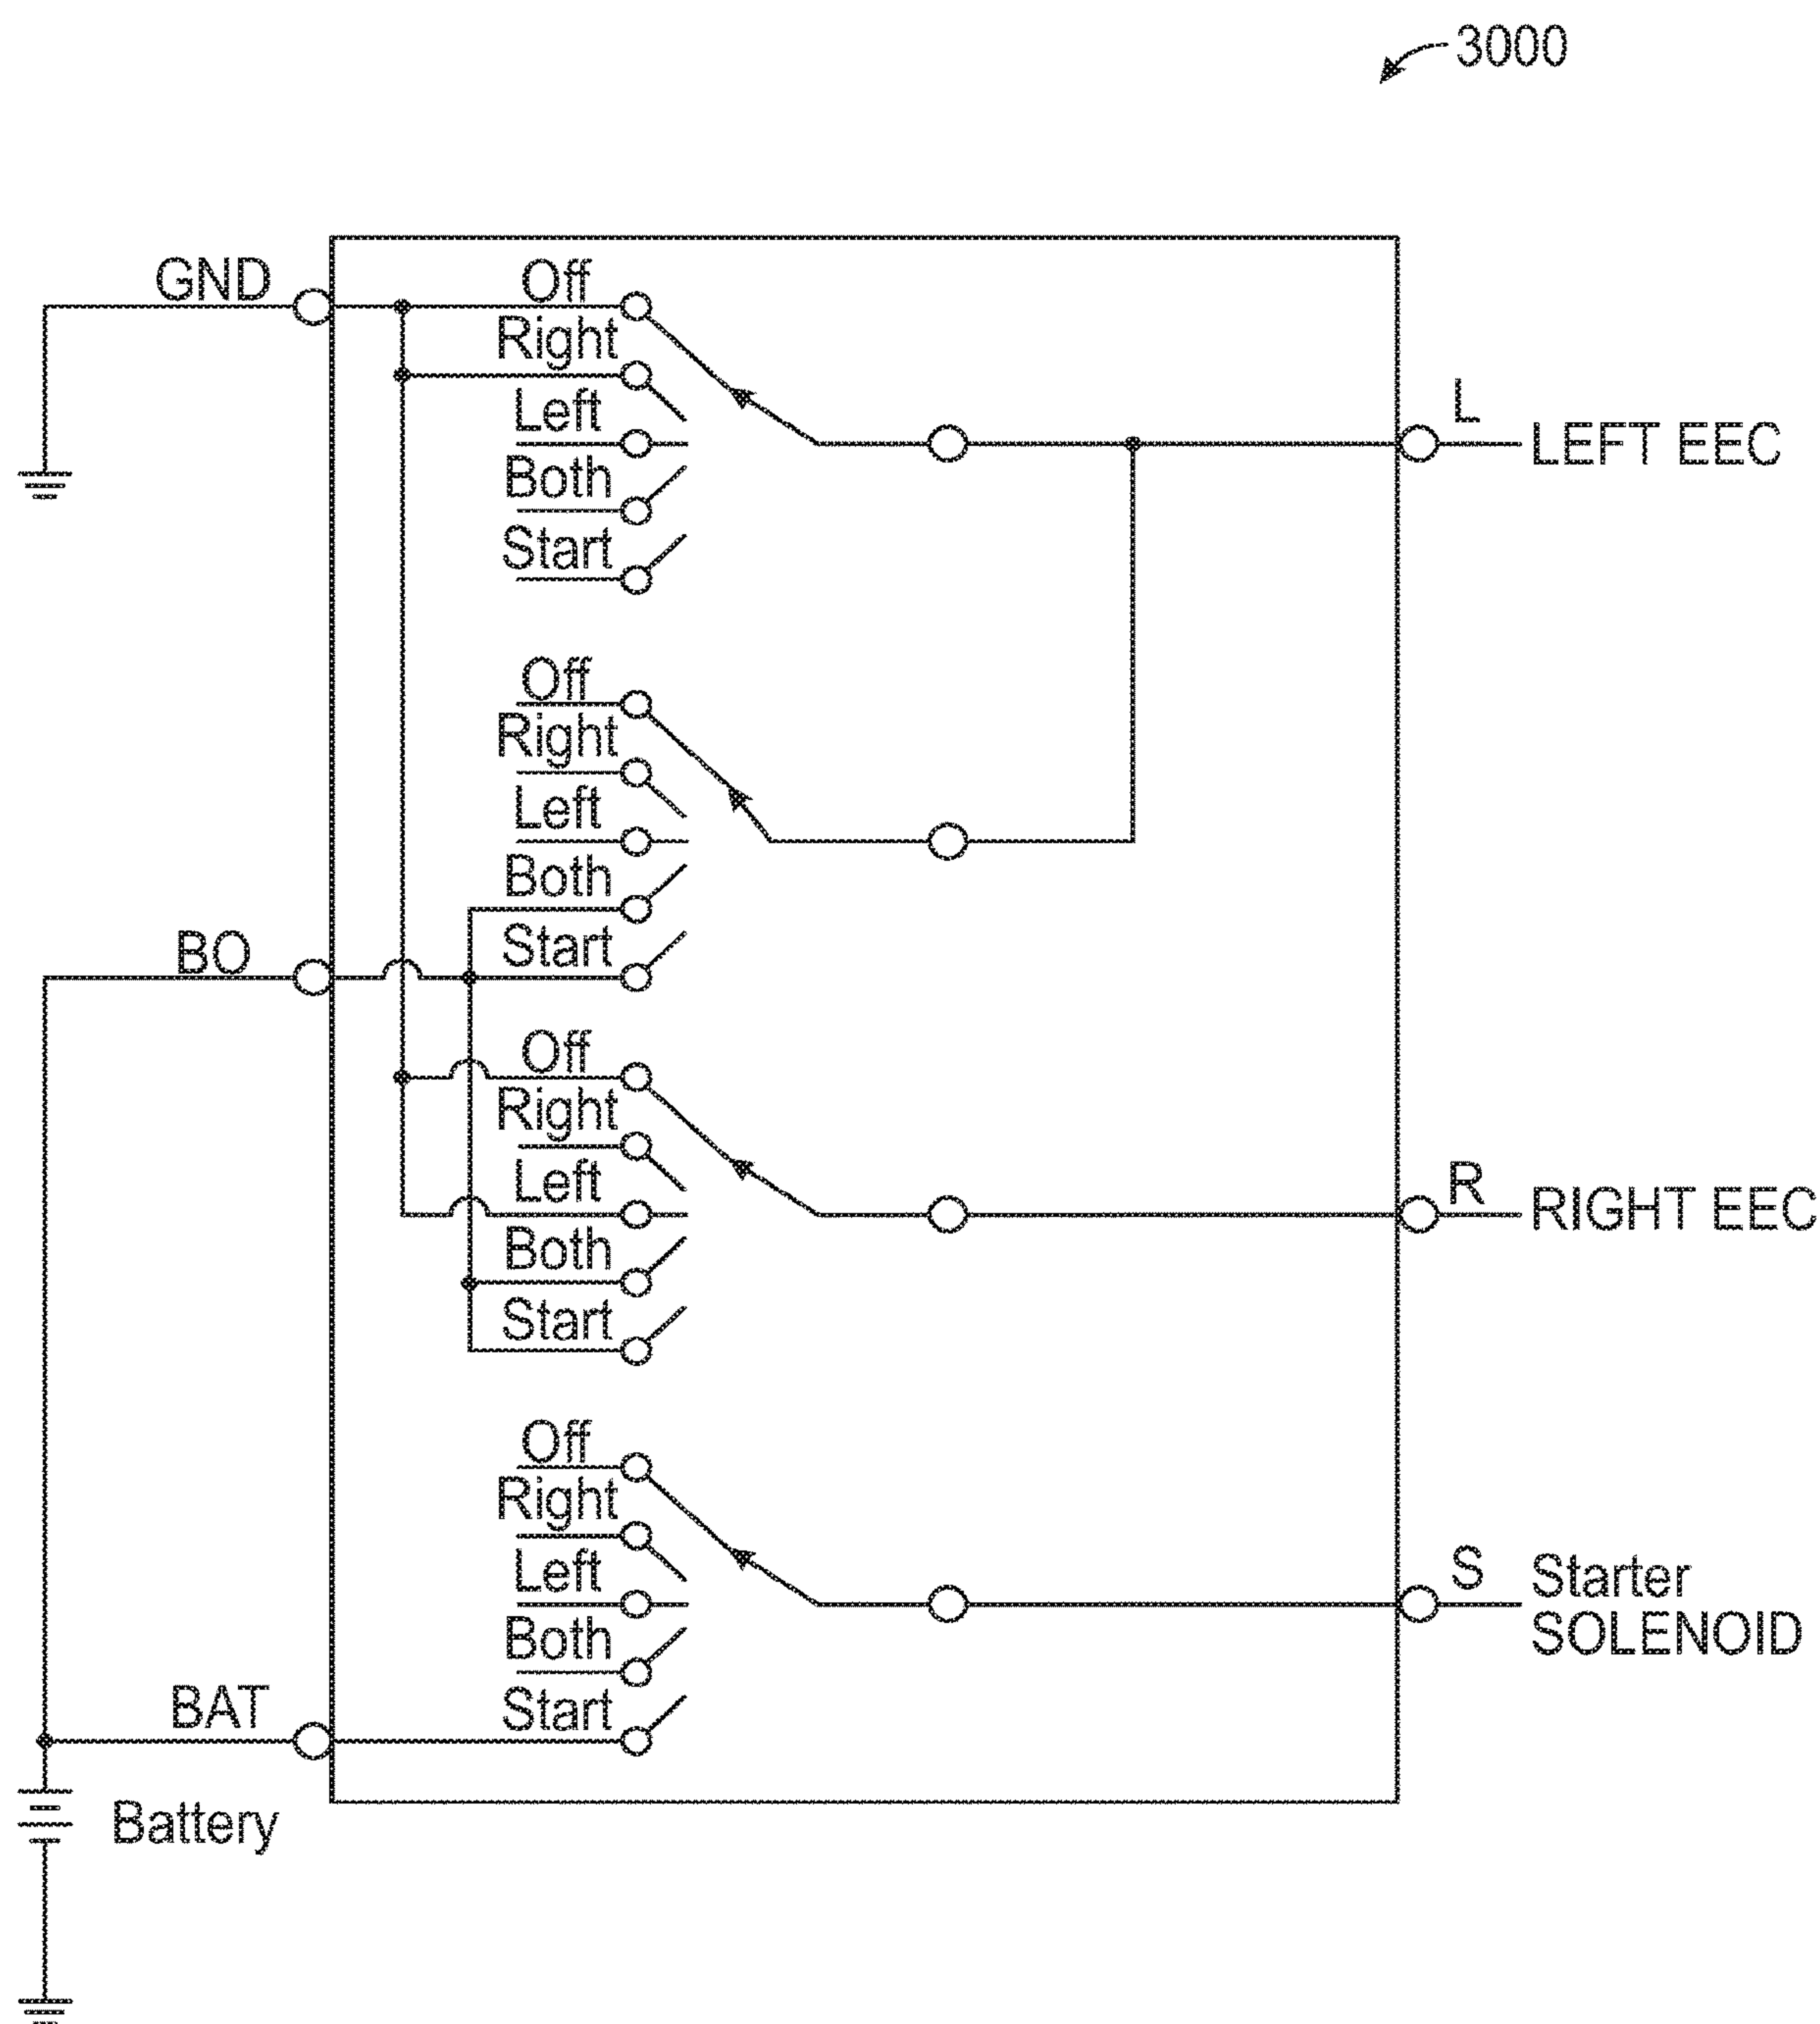 3000
GND
Off
Right
Left
Both
Start
L
LEFT EEC
Off
Right
Left
Both
Start
BO
Off
Right
Left
Both
Start
R
RIGHT EEC
Off
Right
Left
Both
Start
S
Starter
SOLENOID
BAT
Battery